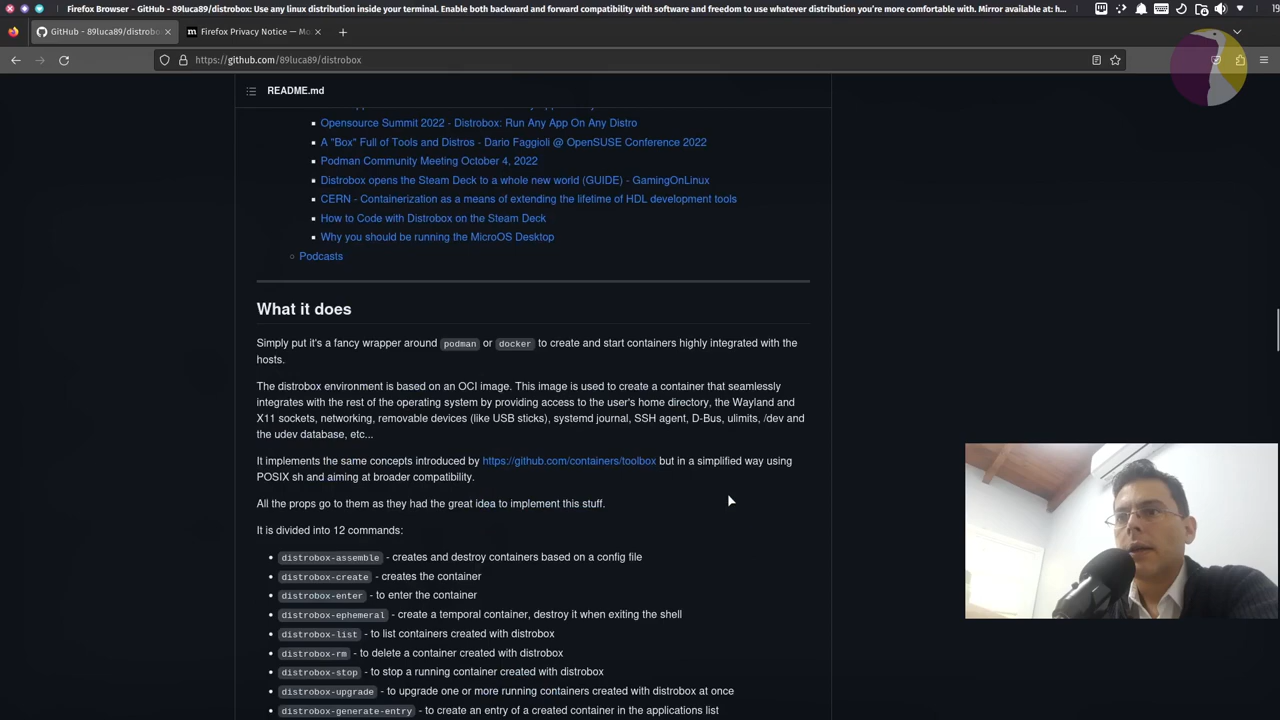 Firefox Browser - GitHub - 89luca89/distrobox: Use any linux distribution inside your terminal. Enable both backward and forward compatibility with software and freedom to use whatever distribution you're more comfortable with. Mirror available at: h...
19
GitHub - 89luca89/distrobo
Firefox Privacy Notice — Mo
https://github.com/89luca89/distrobox
README.md
Opensource Summit 2022 - Distrobox: Run Any App On Any Distro
A "Box" Full of Tools and Distros - Dario Faggioli @ OpenSUSE Conference 2022
Podman Community Meeting October 4, 2022
Distrobox opens the Steam Deck to a whole new world (GUIDE) - GamingOnLinux
CERN - Containerization as a means of extending the lifetime of HDL development tools
How to Code with Distrobox on the Steam Deck
Why you should be running the MicroOS Desktop
Podcasts
What it does
Simply put it's a fancy wrapper around podman or docker to create and start containers highly integrated with the
hosts.
The distrobox environment is based on an OCI image. This image is used to create a container that seamlessly
integrates with the rest of the operating system by providing access to the user's home directory, the Wayland and
X11 sockets, networking, removable devices (like USB sticks), systemd journal, SSH agent, D-Bus, ulimits, /dev and
the udev database, etc...
It implements the same concepts introduced by https://github.com/containers/toolbox but in a simplified way using
POSIX sh and aiming at broader compatibility.
All the props go to them as they had the great idea to implement this stuff.
It is divided into 12 commands:
distrobox-assemble - creates and destroy containers based on a config file
distrobox-create - creates the container
distrobox-enter - to enter the container
distrobox-ephemeral - create a temporal container, destroy it when exiting the shell
distrobox-list - to list containers created with distrobox
distrobox-rm - to delete a container created with distrobox
distrobox-stop - to stop a running container created with distrobox
distrobox-upgrade - to upgrade one or more running containers created with distrobox at once
distrobox-generate-entry - to create an entry of a created container in the applications list